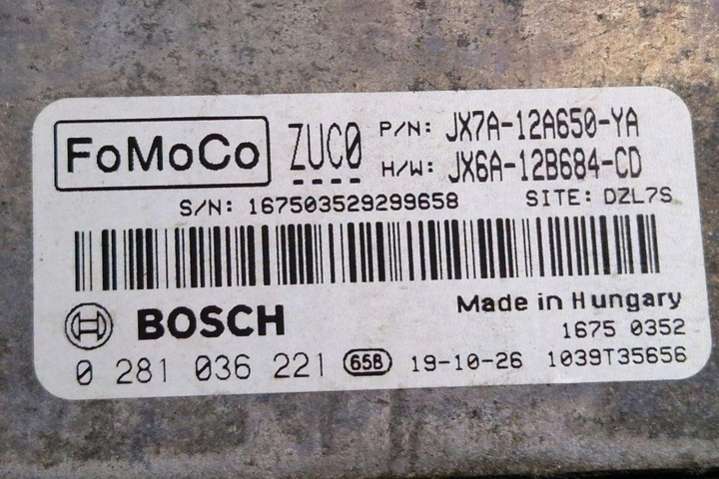 FoMoCo ZUC0 P/N: JX7A-12A650-YA
H/W: JX6A-12B684-CD
S/N: 167503529299658 SITE: DZL7S
BOSCH Made in Hungary
1675 0352
0 281 036 221 65B 19-10-26 1039T35656